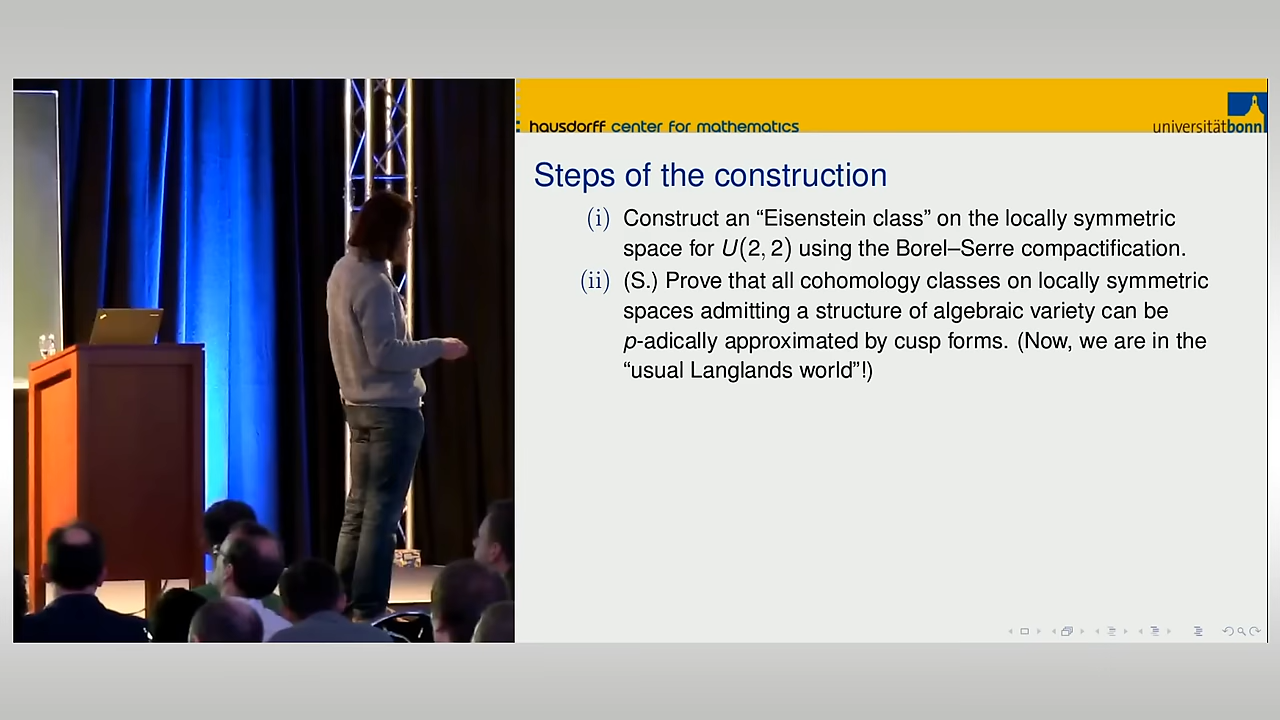 hausdorff center for mathematics
universitätbonn
Steps of the construction
(i) Construct an “Eisenstein class” on the locally symmetric
space for U(2, 2) using the Borel–Serre compactification.
(ii) (S.) Prove that all cohomology classes on locally symmetric
spaces admitting a structure of algebraic variety can be
p-adically approximated by cusp forms. (Now, we are in the
“usual Langlands world”!)